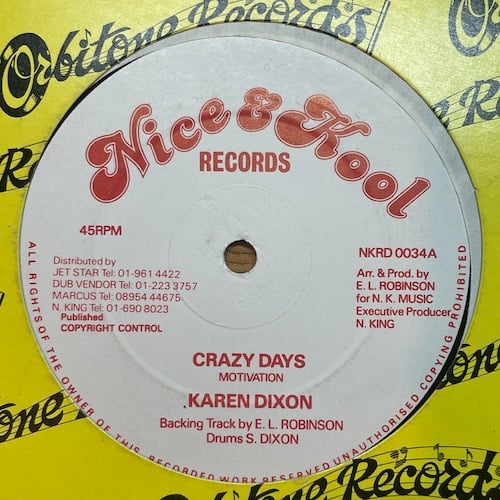 Orbitone Records
Nice & Kool
RECORDS
45RPM
NKRD 0034A
Distributed by
JET STAR Tel: 01-961 4422
DUB VENDOR Tel: 01-223 3757
MARCUS Tel: 08954 44675
N. KING Tel: 01-690 8023
Published
COPYRIGHT CONTROL
Arr. & Prod. by
E. L. ROBINSON
for N. K. MUSIC
Executive Producer
N. KING
CRAZY DAYS
MOTIVATION
KAREN DIXON
Backing Track by E. L. ROBINSON
Drums S. DIXON
ALL RIGHTS OF THE OWNER OF THIS RECORDED WORK RESERVED UNAUTHORISED COPYING PROHIBITED
Orbitone Records